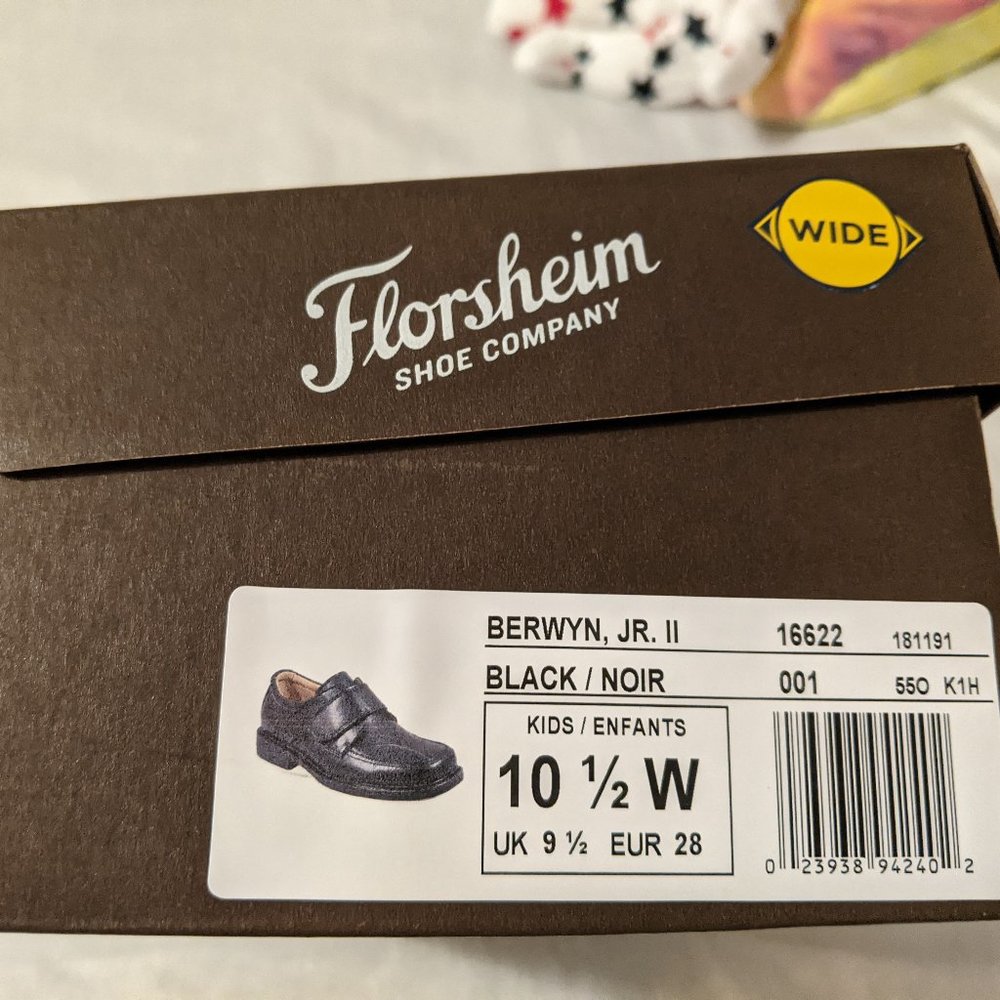 WIDE
Florsheim
SHOE COMPANY
BERWYN, JR. II 16622 181191
BLACK / NOIR 001 55O K1H
KIDS / ENFANTS
10 ½ W
UK 9 ½ EUR 28
0 23938 94240 2